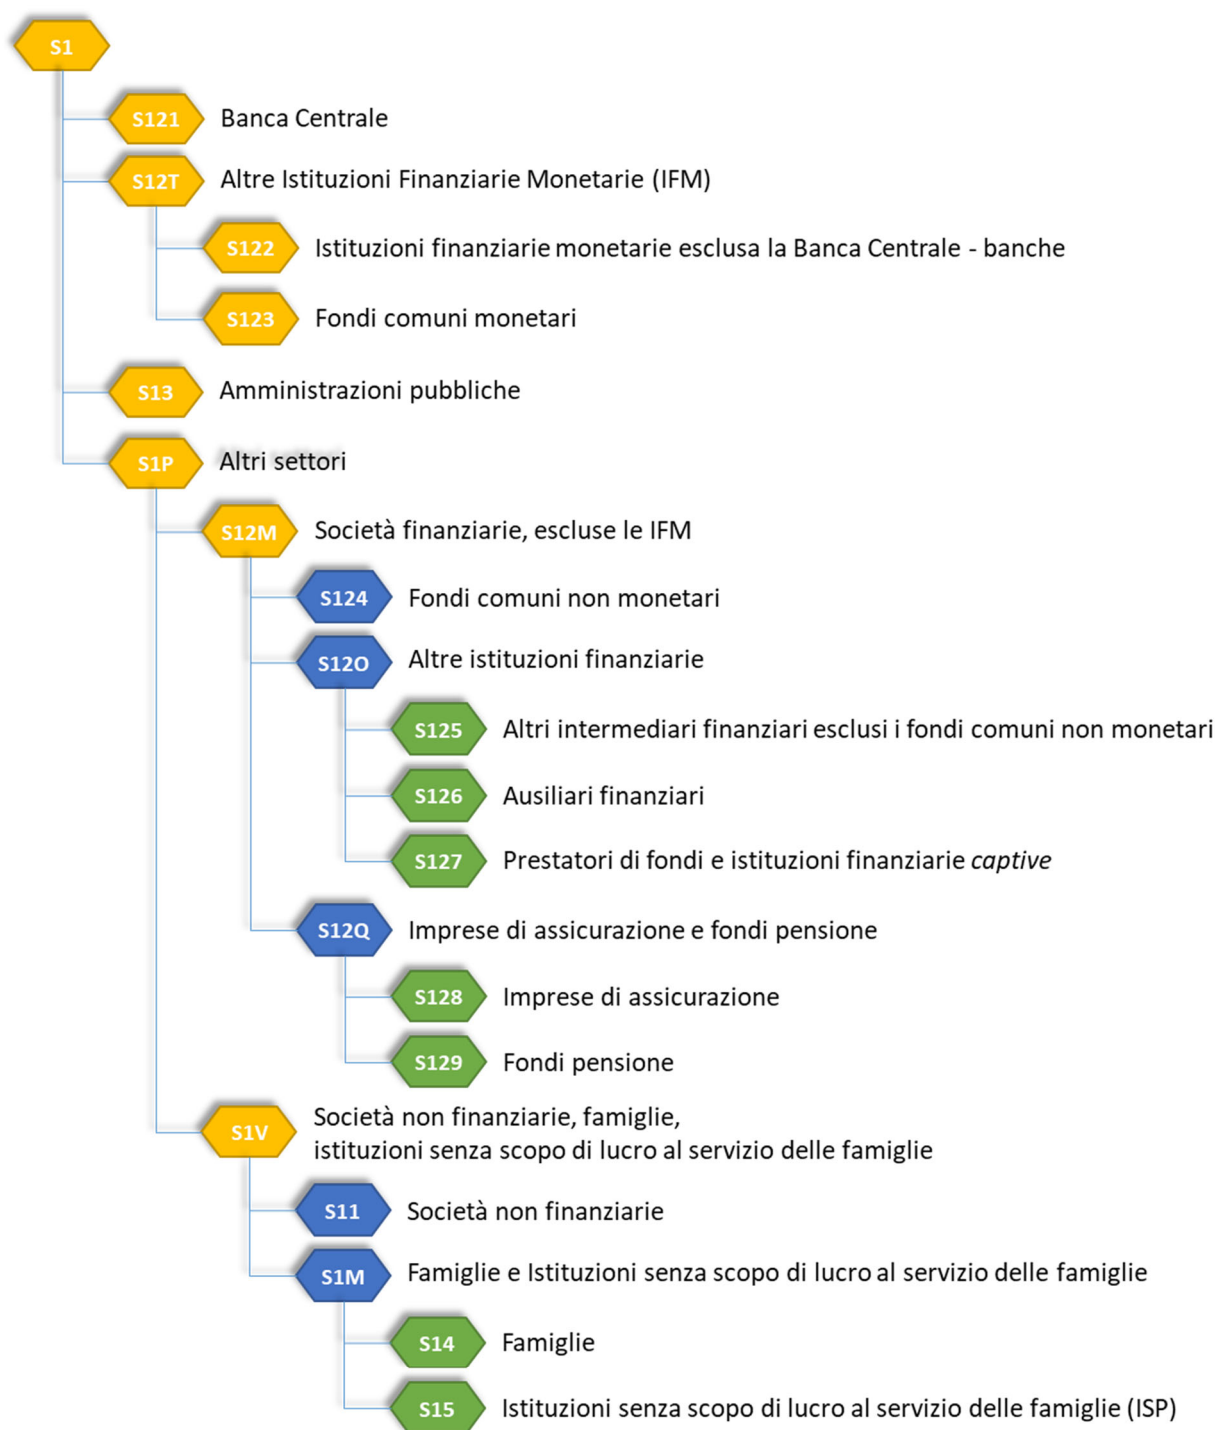 S1
S121 Banca Centrale
S12T Altre Istituzioni Finanziarie Monetarie (IFM)
S122 Istituzioni finanziarie monetarie esclusa la Banca Centrale - banche
S123 Fondi comuni monetari
S13 Amministrazioni pubbliche
S1P Altri settori
S12M Società finanziarie, escluse le IFM
S124 Fondi comuni non monetari
S12O Altre istituzioni finanziarie
S125 Altri intermediari finanziari esclusi i fondi comuni non monetari
S126 Ausiliari finanziari
S127 Prestatori di fondi e istituzioni finanziarie captive
S12Q Imprese di assicurazione e fondi pensione
S128 Imprese di assicurazione
S129 Fondi pensione
S1V Società non finanziarie, famiglie,
istituzioni senza scopo di lucro al servizio delle famiglie
S11 Società non finanziarie
S1M Famiglie e Istituzioni senza scopo di lucro al servizio delle famiglie
S14 Famiglie
S15 Istituzioni senza scopo di lucro al servizio delle famiglie (ISP)